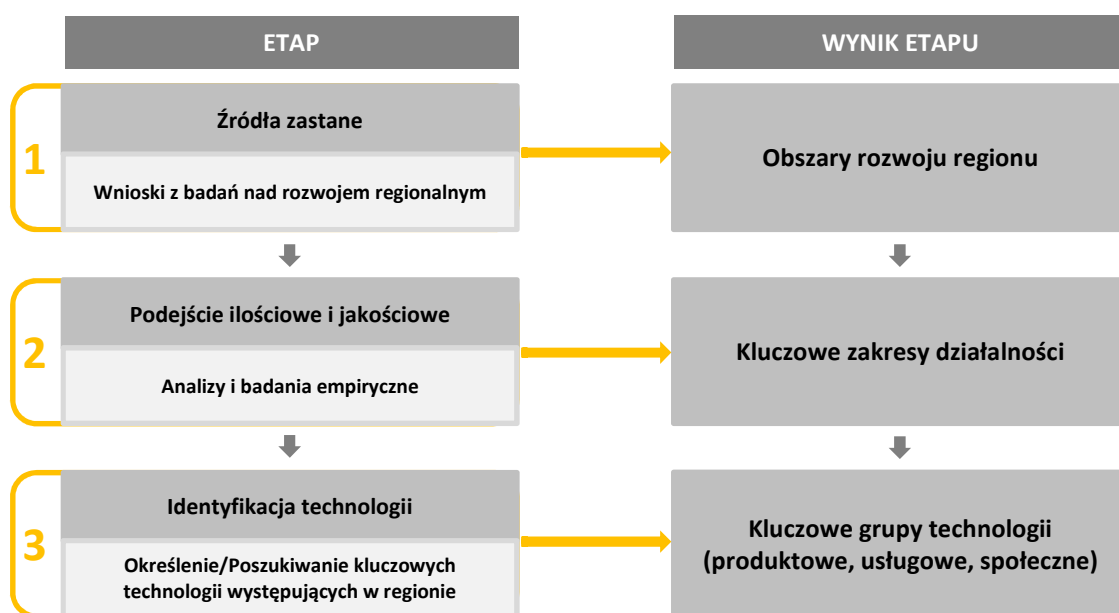 ETAP
WYNIK ETAPU
1
Źródła zastane
Wnioski z badań nad rozwojem regionalnym
Obszary rozwoju regionu
2
Podejście ilościowe i jakościowe
Analizy i badania empiryczne
Kluczowe zakresy działalności
3
Identyfikacja technologii
Określenie/Poszukiwanie kluczowych
technologii występujących w regionie
Kluczowe grupy technologii
(produktowe, usługowe, społeczne)